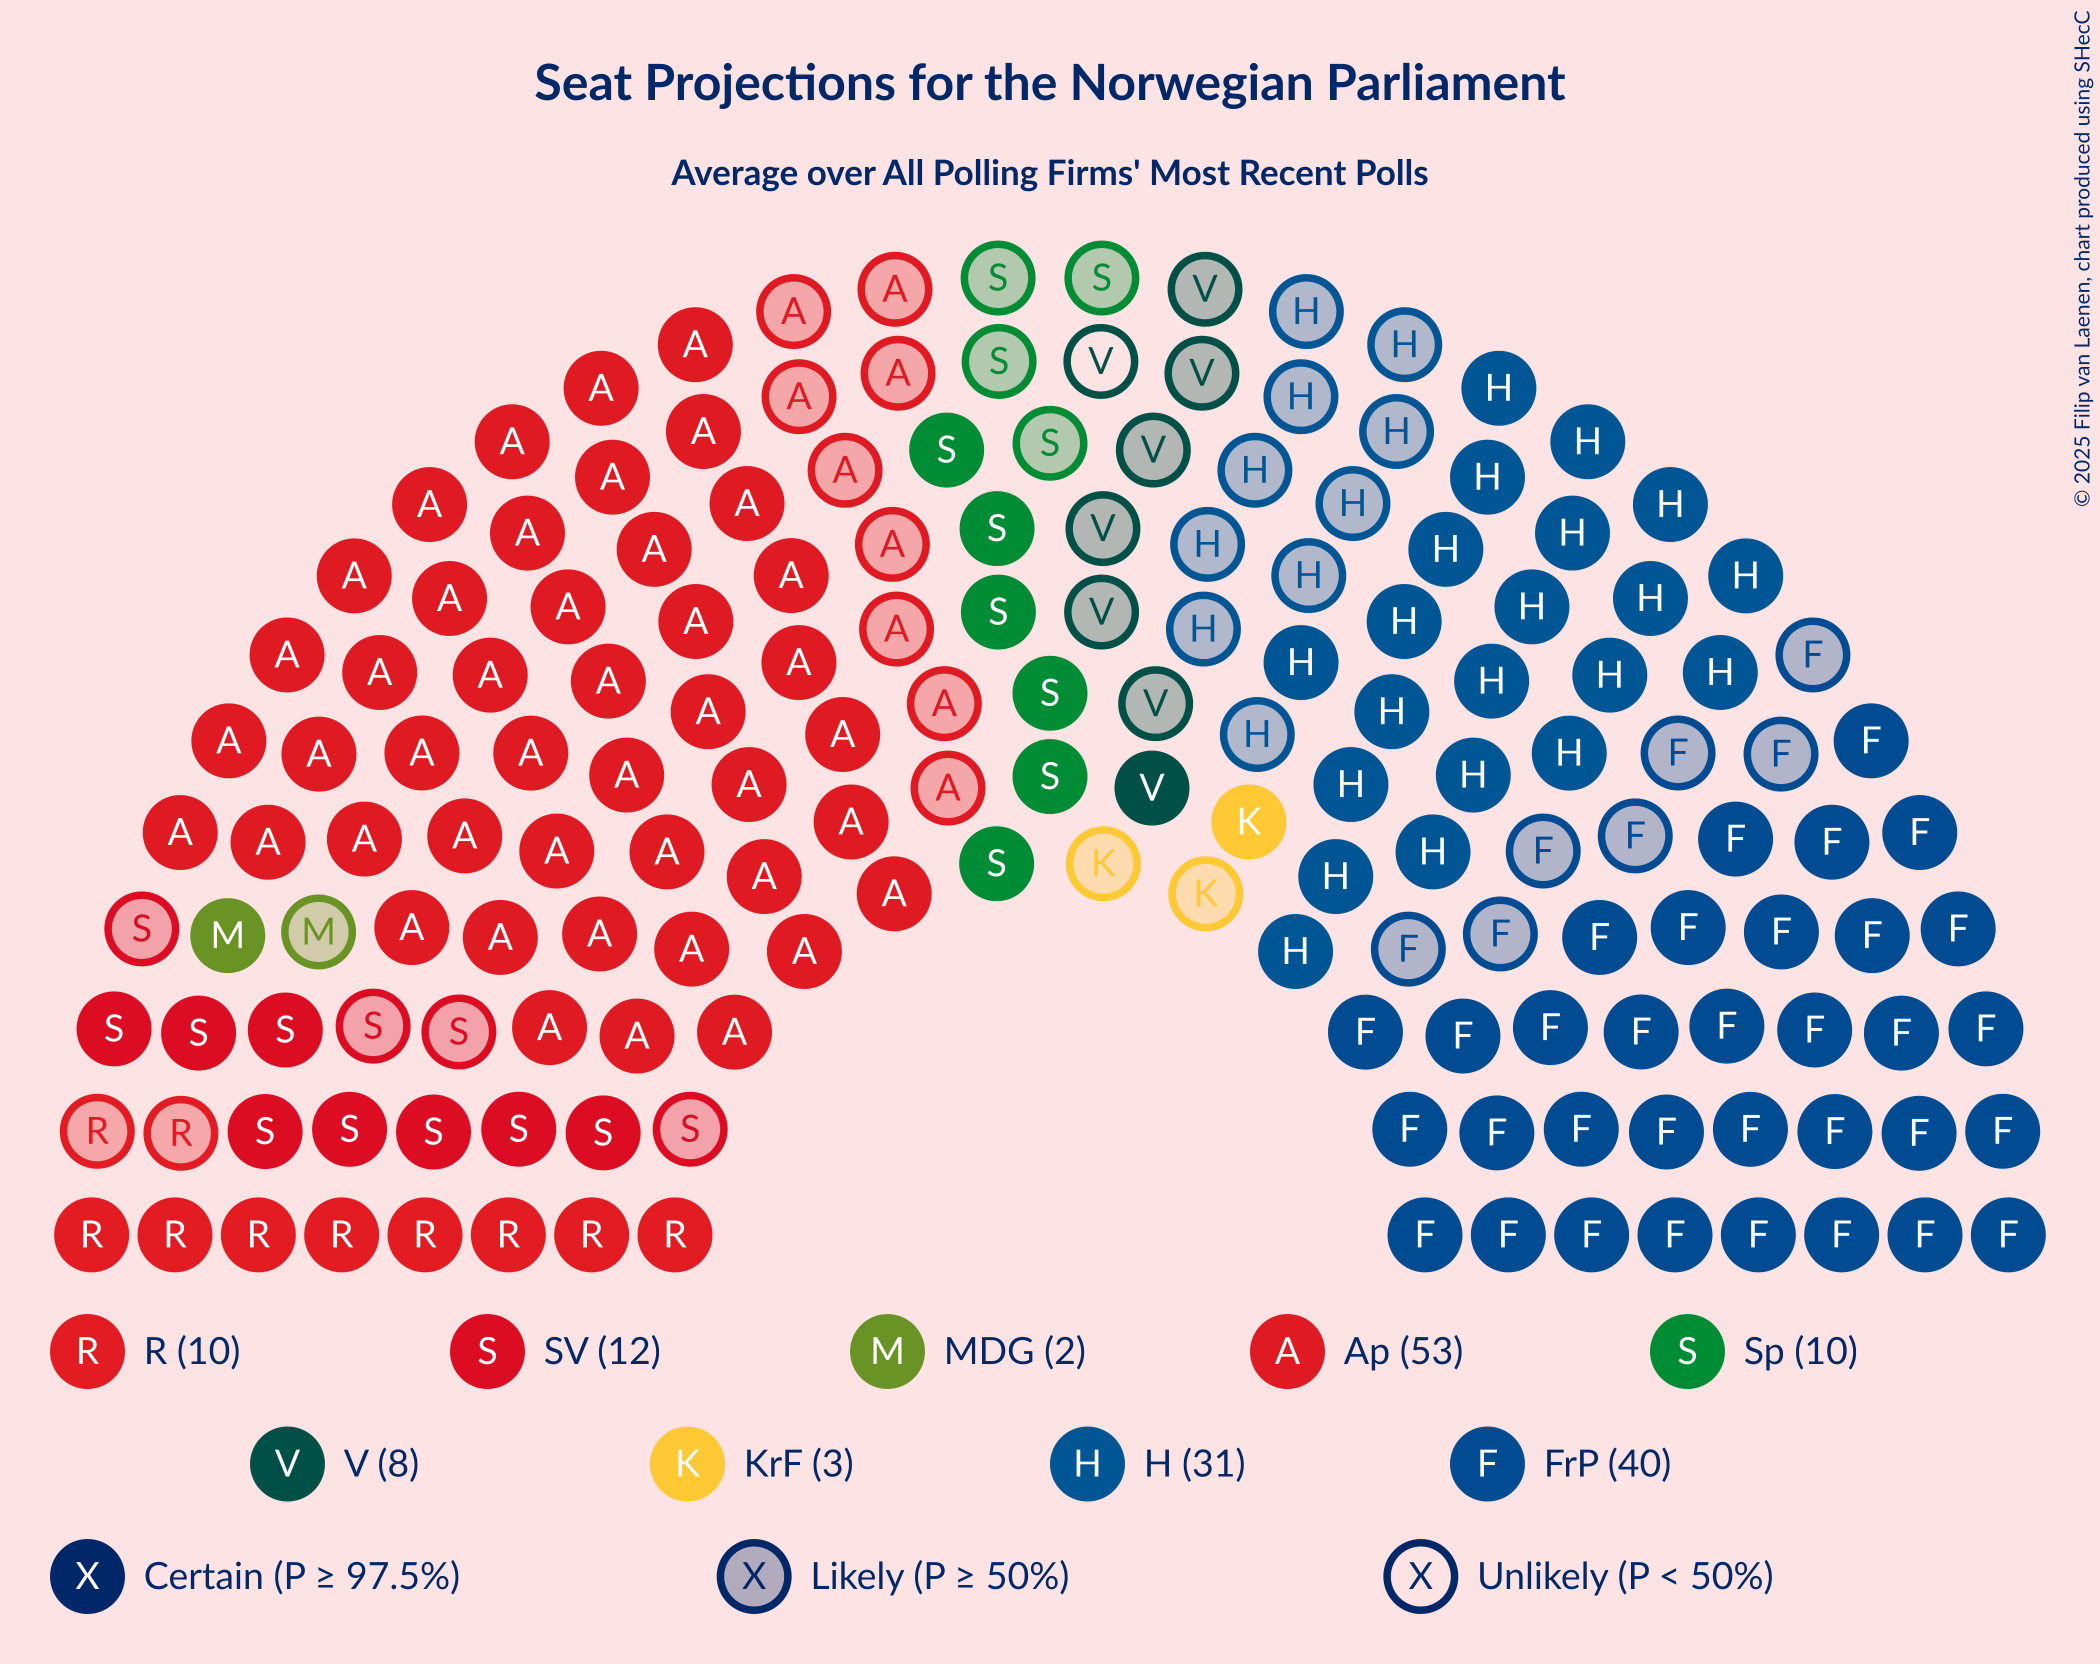 Seat Projections for the Norwegian Parliament
Average over All Polling Firms' Most Recent Polls
© 2025 Filip van Laenen, chart produced using SHecC
S S
A V
A H
A H
S V
A V H
A A H H
A S H
A S V H
A H H
A A H H
A A S V H H
A A H H
A A H H
A H H
A S V H
A A A H H H
A A A H F
A A S H H H
A A A V H H H
A A H F
A A A A H H F F
A A A S H H F
A A V H
A A A K F F
A A A A A A H F F F F
A S K H
S M M A A A A K F F F F F
A A H F F
S S S S S A A A F F F F F F F F
R R S S S S S S F F F F F F F F
R R R R R R R R F F F F F F F F
R R (10) S SV (12) M MDG (2) A Ap (53) S Sp (10)
V V (8) K KrF (3) H H (31) F FrP (40)
X Certain (P ≥ 97.5%) X Likely (P ≥ 50%) X Unlikely (P < 50%)